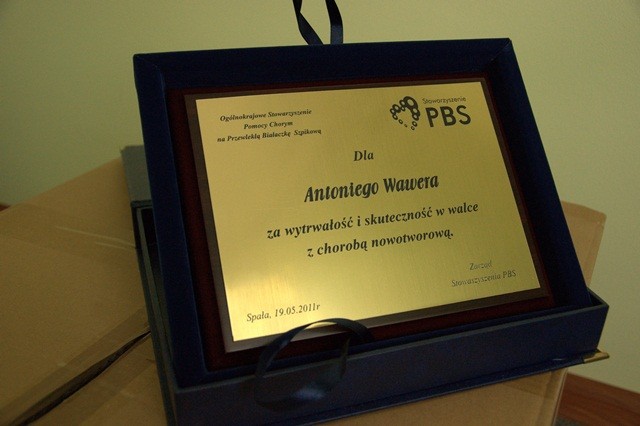 Ogólnokrajowe Stowarzyszenie
Pomocy Chorym
na Przewlekłą Białaczkę Szpikową
Stowarzyszenie
PBS
Dla
Antoniego Wawera
za wytrwałość i skuteczność w walce
z chorobą nowotworową.
Zarząd
Stowarzyszenia PBS
Spała, 19.05.2011r